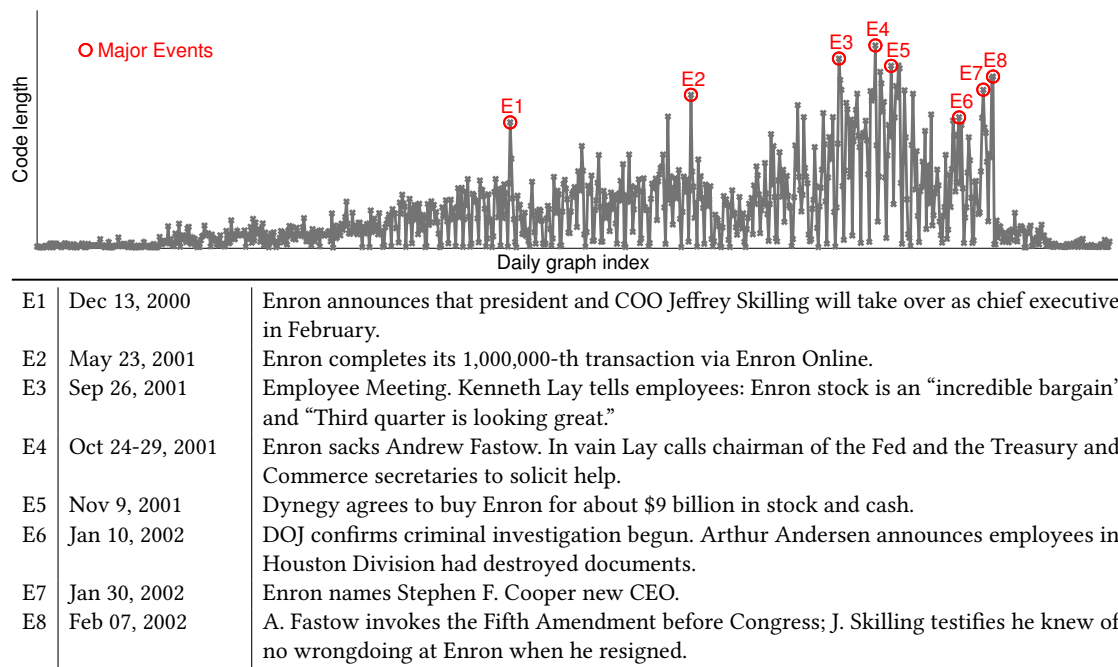 Major Events
E1
E2
E3
E4
E5
E6
E7
E8
Code length
Daily graph index
E1 Dec 13, 2000 Enron announces that president and COO Jeffrey Skilling will take over as chief executive
in February.
E2 May 23, 2001 Enron completes its 1,000,000-th transaction via Enron Online.
E3 Sep 26, 2001 Employee Meeting. Kenneth Lay tells employees: Enron stock is an “incredible bargain”
and “Third quarter is looking great.”
E4 Oct 24-29, 2001 Enron sacks Andrew Fastow. In vain Lay calls chairman of the Fed and the Treasury and
Commerce secretaries to solicit help.
E5 Nov 9, 2001 Dynegy agrees to buy Enron for about $9 billion in stock and cash.
E6 Jan 10, 2002 DOJ confirms criminal investigation begun. Arthur Andersen announces employees in
Houston Division had destroyed documents.
E7 Jan 30, 2002 Enron names Stephen F. Cooper new CEO.
E8 Feb 07, 2002 A. Fastow invokes the Fifth Amendment before Congress; J. Skilling testifies he knew of
no wrongdoing at Enron when he resigned.